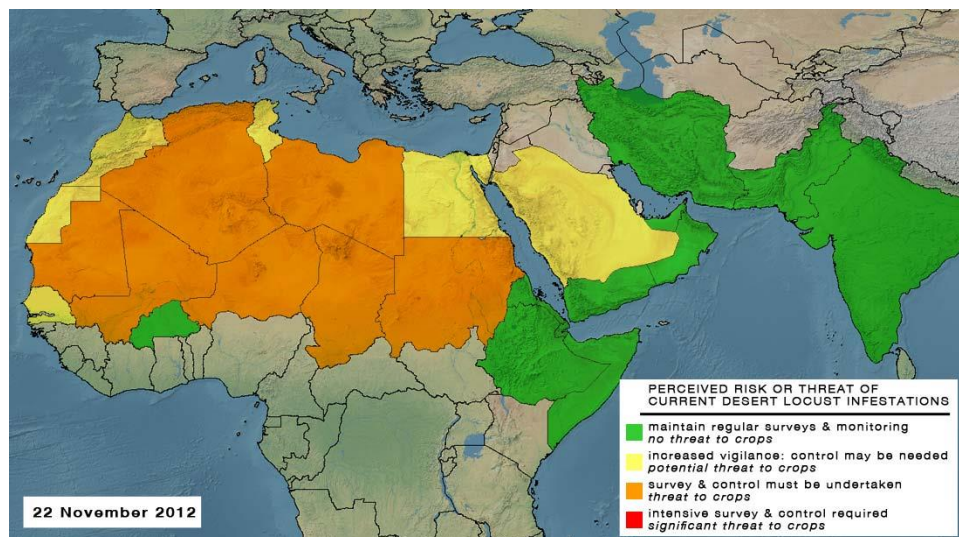 PERCEIVED RISK OR THREAT OF
CURRENT DESERT LOCUST INFESTATIONS
maintain regular surveys & monitoring
no threat to crops
increased vigilance: control may be needed
potential threat to crops
survey & control must be undertaken
threat to crops
intensive survey & control required
significant threat to crops
22 November 2012